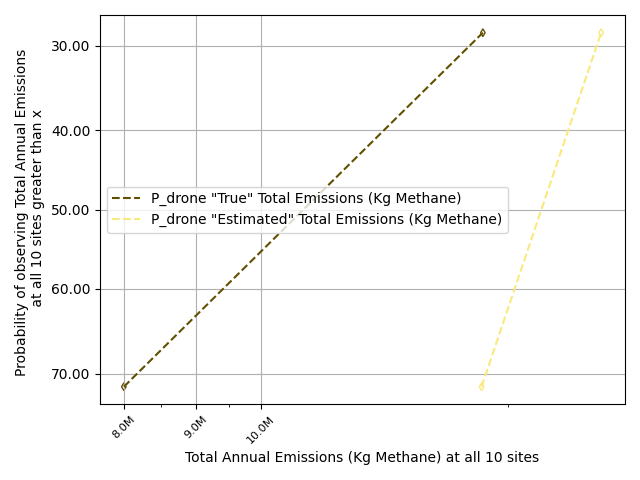 30.00
40.00
50.00
60.00
70.00
Probability of observing Total Annual Emissions
at all 10 sites greater than x
P_drone "True" Total Emissions (Kg Methane)
P_drone "Estimated" Total Emissions (Kg Methane)
8.0M
9.0M
10.0M
Total Annual Emissions (Kg Methane) at all 10 sites